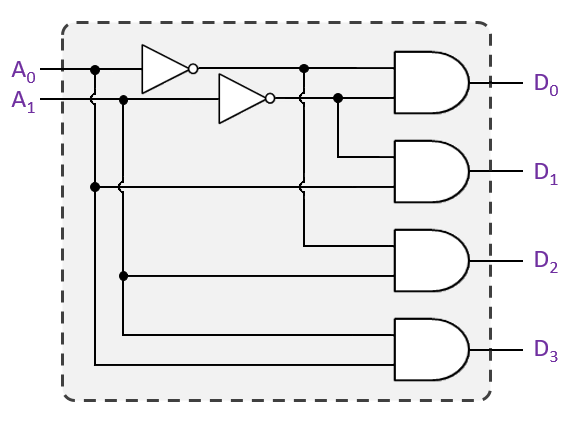 A₀
A₁
D₀
D₁
D₂
D₃